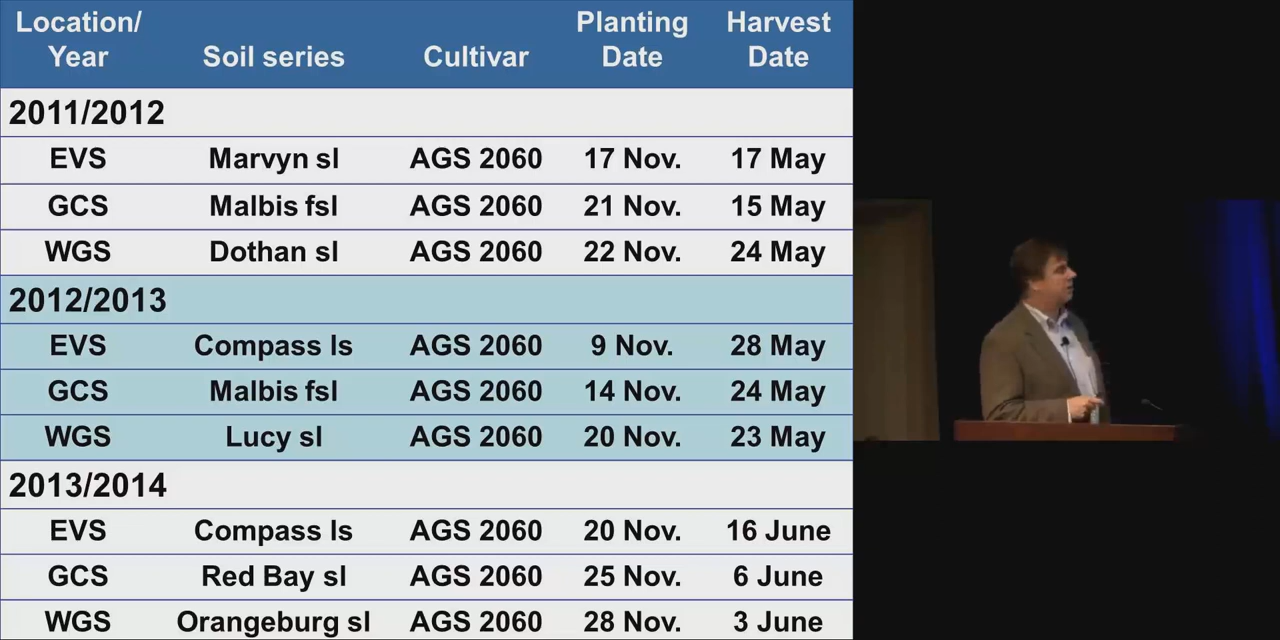 Location/ Year Soil series Cultivar Planting Date Harvest Date
2011/2012
EVS Marvyn sl AGS 2060 17 Nov. 17 May
GCS Malbis fsl AGS 2060 21 Nov. 15 May
WGS Dothan sl AGS 2060 22 Nov. 24 May
2012/2013
EVS Compass ls AGS 2060 9 Nov. 28 May
GCS Malbis fsl AGS 2060 14 Nov. 24 May
WGS Lucy sl AGS 2060 20 Nov. 23 May
2013/2014
EVS Compass ls AGS 2060 20 Nov. 16 June
GCS Red Bay sl AGS 2060 25 Nov. 6 June
WGS Orangeburg sl AGS 2060 28 Nov. 3 June